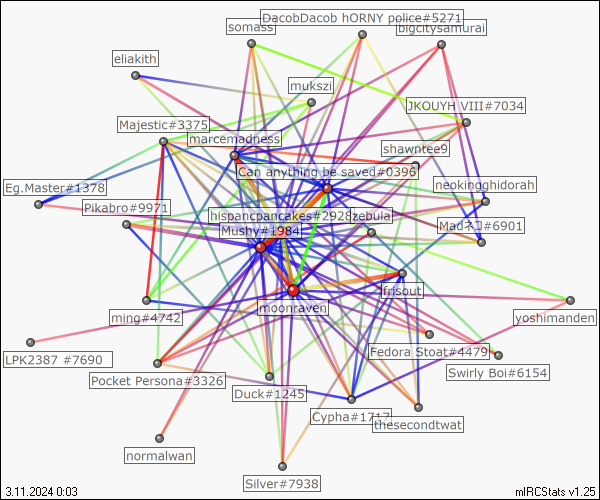 DacobDacob hORNY police#5271
somass
bigcitysamurai
eliakith
mukszi
JKOUYH VIII#7034
Majestic#3375
marcemadness
shawntee9
Can anything be saved#0396
Eg.Master#1378
neokingghidorah
Pikabro#9971
hispancpancakes#2928
zebula
Madネコ#6901
Mushy#1984
frisout
moonraven
ming#4742
yoshimanden
Fedora Stoat#4479
LPK2387 #7690
Swirly Boi#6154
Pocket Persona#3326
Duck#1245
Cypha#1717
thesecondtwat
normalwan
Silver#7938
3.11.2024 0:03
mIRCStats v1.25